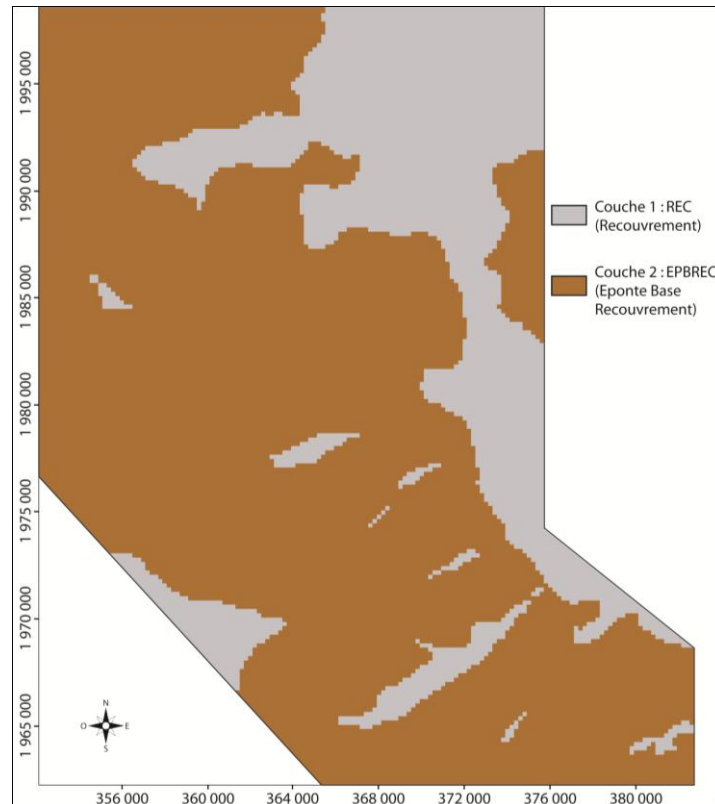 1 995 000
1 990 000
1 985 000
1 980 000
1 975 000
1 970 000
1 965 000
Couche 1 : REC
(Recouvrement)
Couche 2 : EPBREC
(Eponte Base
Recouvrement)
N
O E
S
356 000 360 000 364 000 368 000 372 000 376 000 380 000